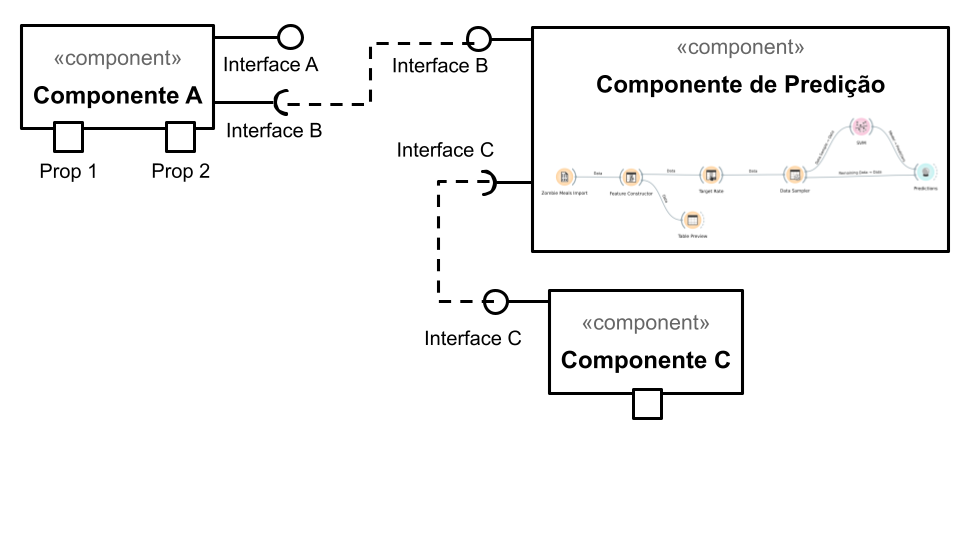 «component»
Componente A
Interface A
Interface B
Prop 1
Prop 2
Interface B
«component»
Componente de Predição
Interface C
Zombie Meals Import
Data
Feature Constructor
Data
Target Rate
Data
Data Sampler
Remaining Data → Data
Predictions
Data
Table Preview
Interface C
«component»
Componente C